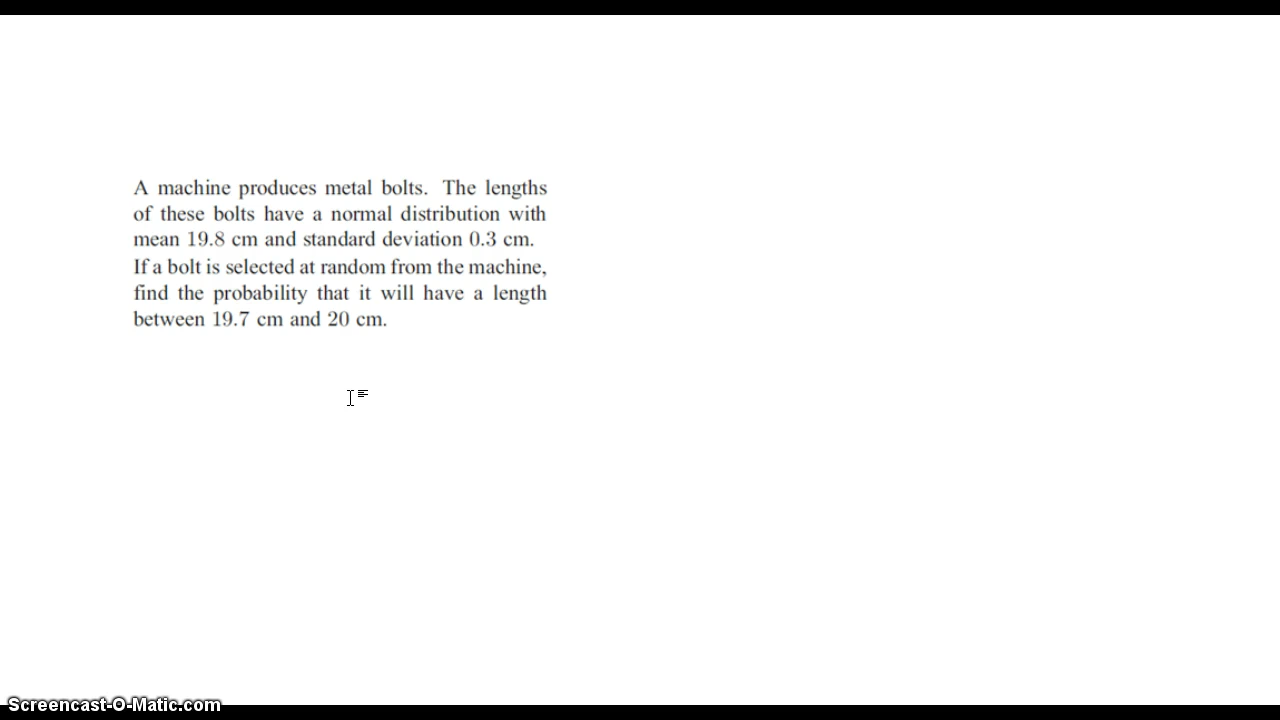 A machine produces metal bolts. The lengths
of these bolts have a normal distribution with
mean 19.8 cm and standard deviation 0.3 cm.
If a bolt is selected at random from the machine,
find the probability that it will have a length
between 19.7 cm and 20 cm.
Screencast-O-Matic.com